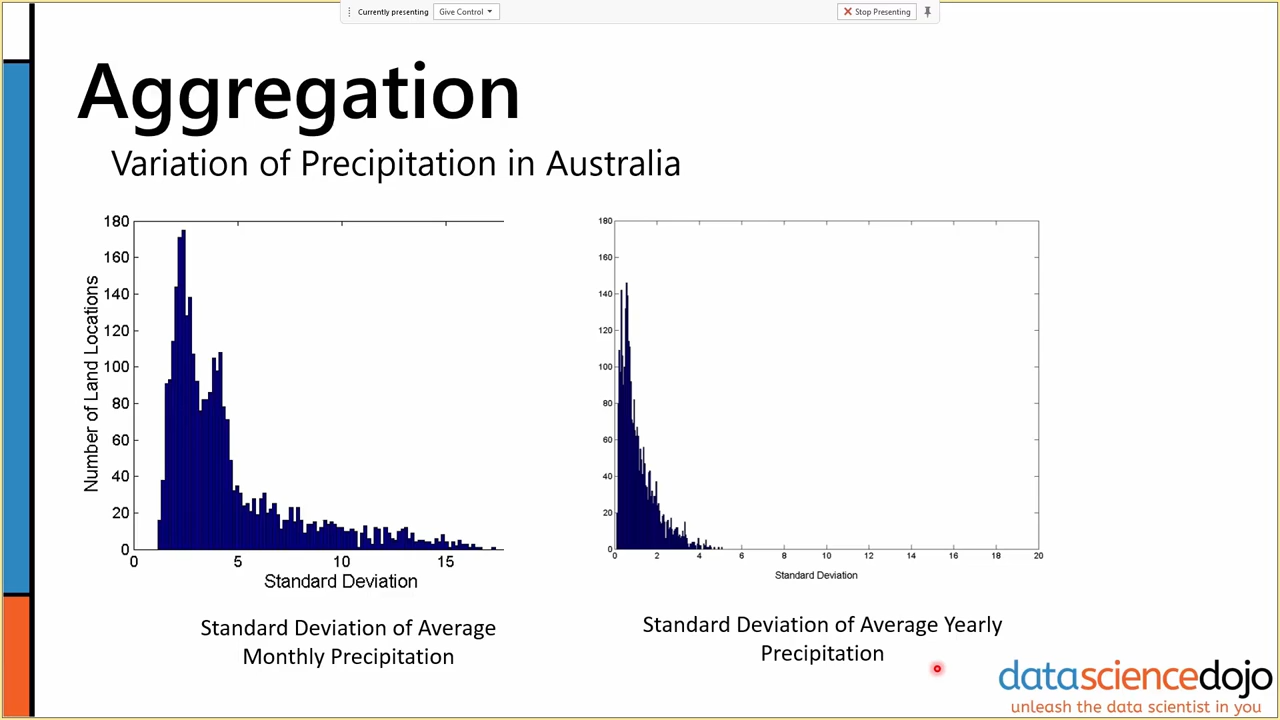 Currently presenting Give Control Stop Presenting
Aggregation
Variation of Precipitation in Australia
180
160
140
120
100
80
60
40
20
0
Number of Land Locations
0 5 10 15
Standard Deviation
Standard Deviation of Average
Monthly Precipitation
180
160
140
120
100
80
60
40
20
0
0 2 4 6 8 10 12 14 16 18 20
Standard Deviation
Standard Deviation of Average Yearly
Precipitation
datasciencedojo
unleash the data scientist in you